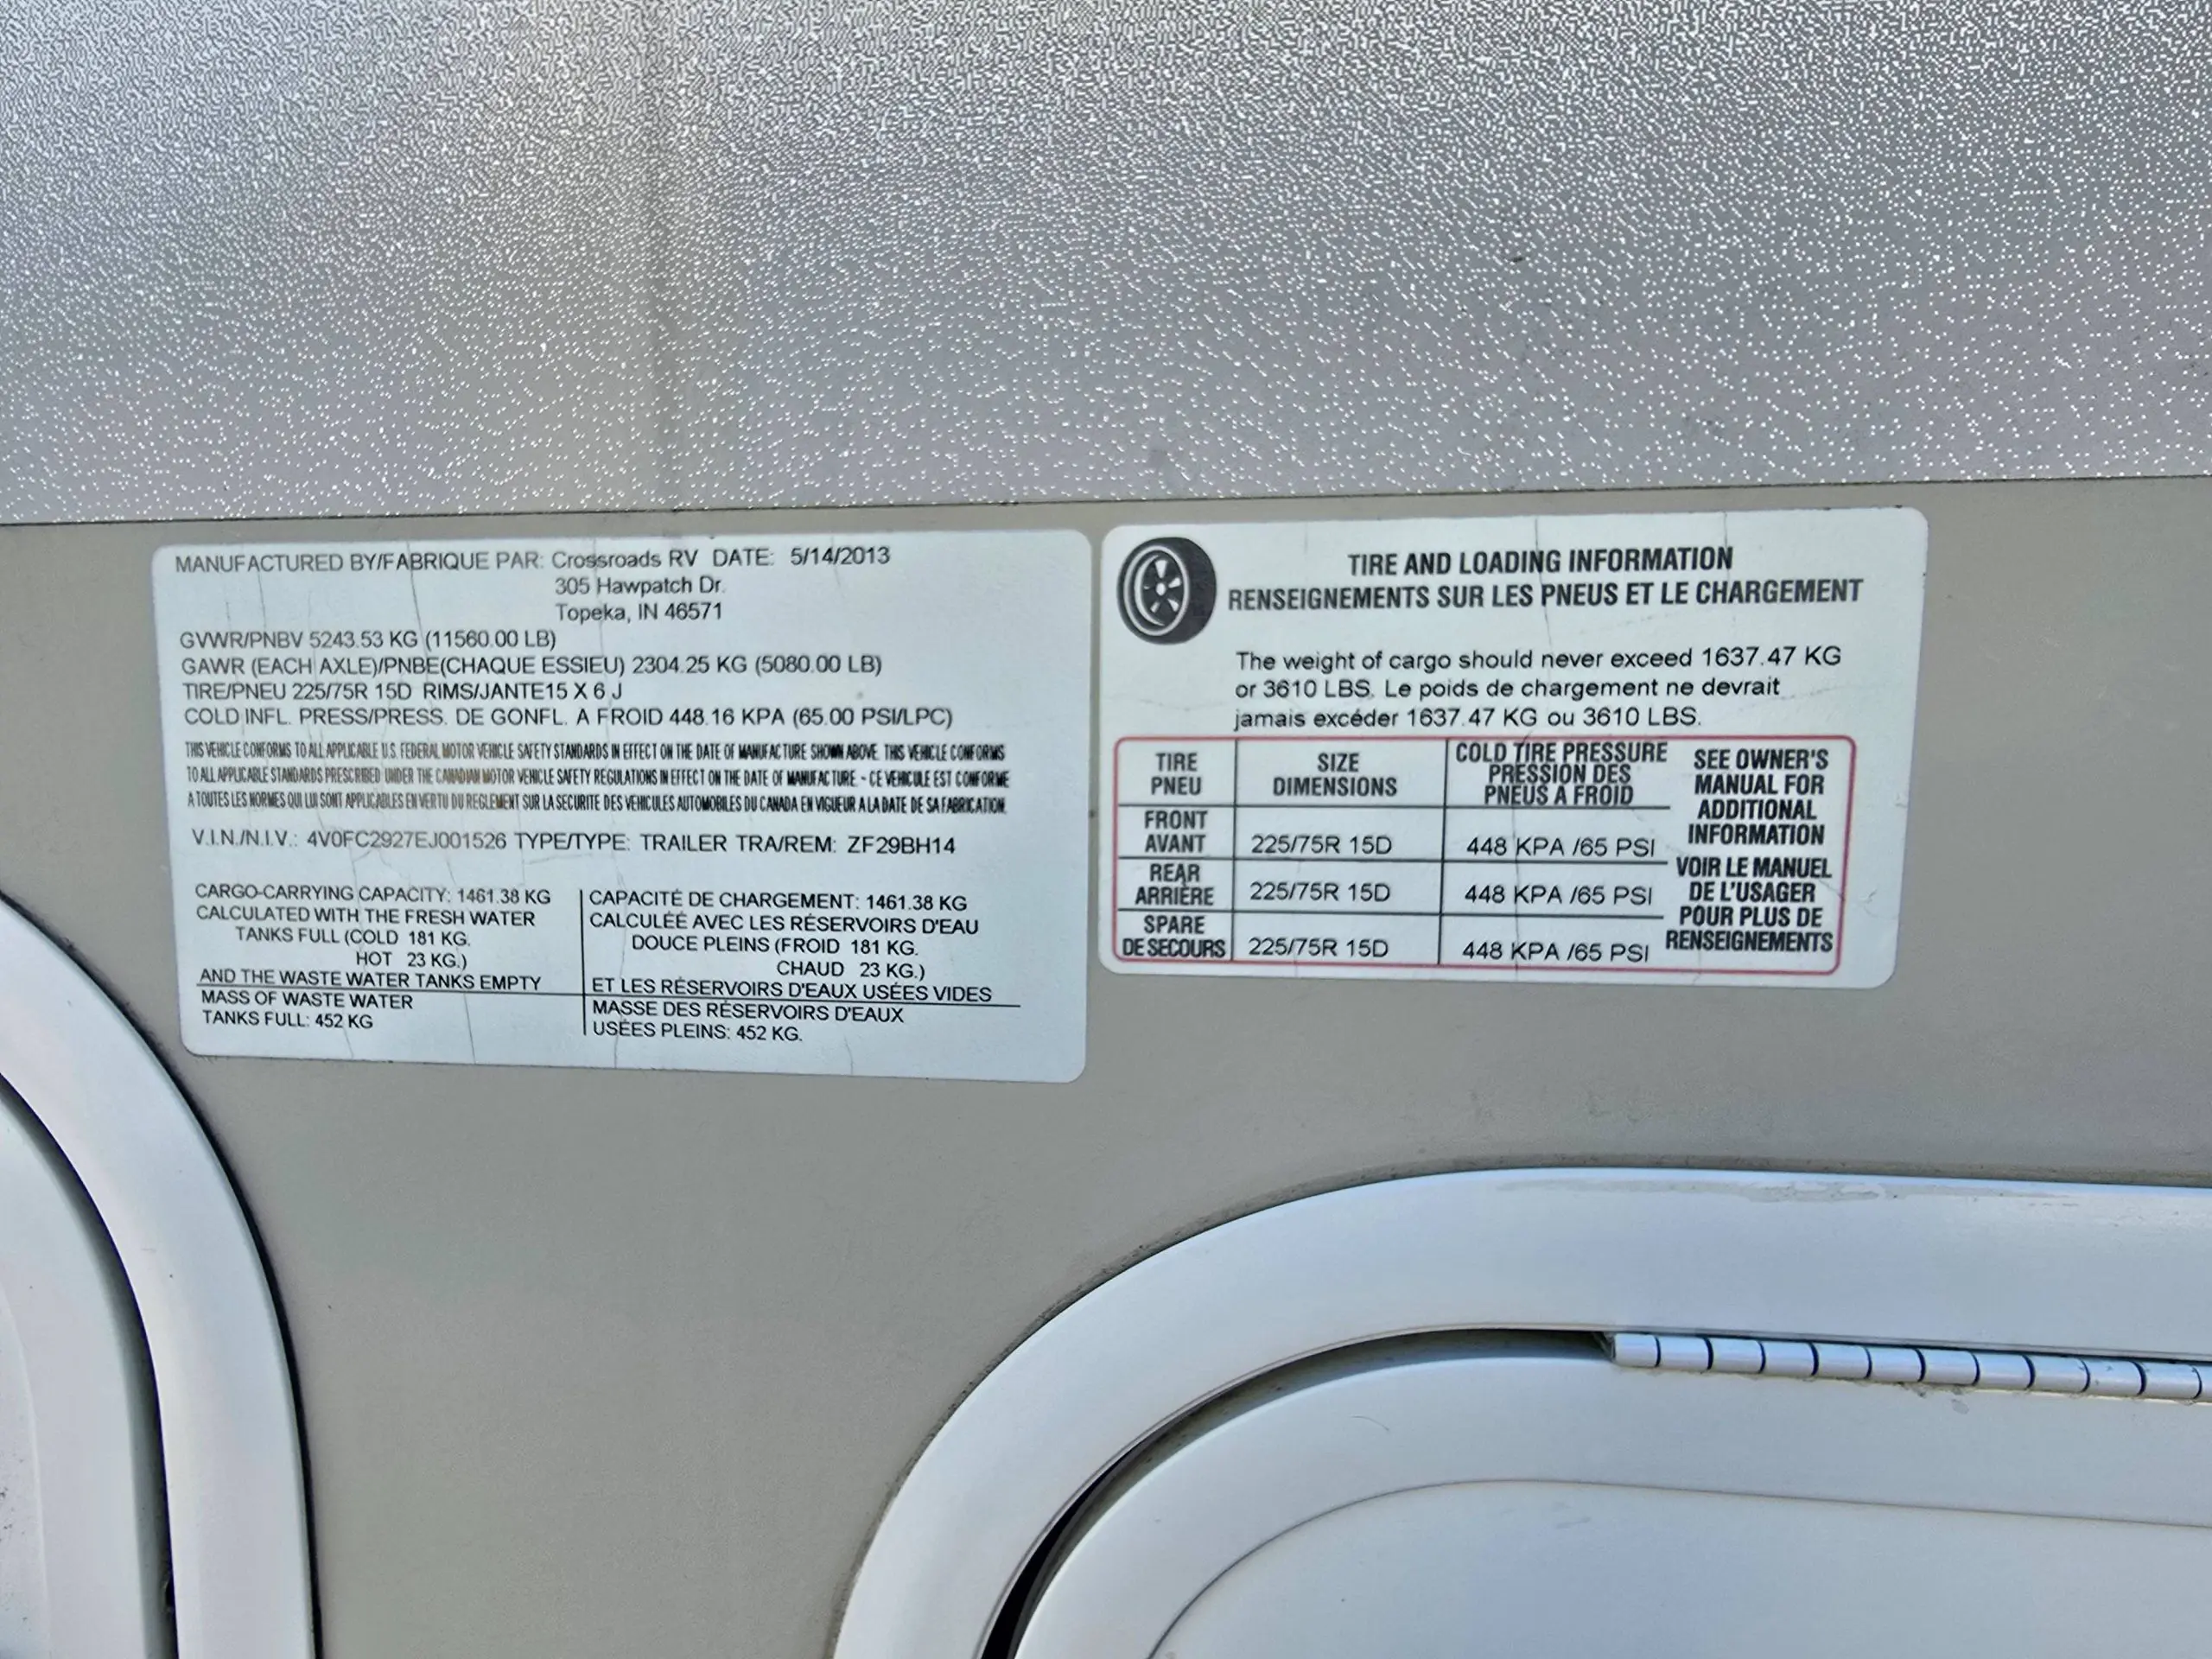 MANUFACTURED BY/FABRIQUE PAR: Crossroads RV DATE: 5/14/2013
305 Hawpatch Dr.
Topeka, IN 46571
GVWR/PNBV 5243.53 KG (11560.00 LB)
GAWR (EACH AXLE)/PNBE(CHAQUE ESSIEU) 2304.25 KG (5080.00 LB)
TIRE/PNEU 225/75R 15D RIMS/JANTE15 X 6 J
COLD INFL. PRESS/PRESS. DE GONFL. A FROID 448.16 KPA (65.00 PSI/LPC)
THIS VEHICLE CONFORMS TO ALL APPLICABLE U.S. FEDERAL MOTOR VEHICLE SAFETY STANDARDS IN EFFECT ON THE DATE OF MANUFACTURE SHOWN ABOVE. THIS VEHICLE CONFORMS
TO ALL APPLICABLE STANDARDS PRESCRIBED UNDER THE CANADIAN MOTOR VEHICLE SAFETY REGULATIONS IN EFFECT ON THE DATE OF MANUFACTURE. - CE VEHICULE EST CONFORME
A TOUTES LES NORMES QUI LUI SONT APPLICABLES EN VERTU DU REGLEMENT SUR LA SECURITE DES VEHICULES AUTOMOBILES DU CANADA EN VIGUEUR A LA DATE DE SA FABRICATION.
V.I.N./N.I.V.: 4V0FC2927EJ001526 TYPE/TYPE: TRAILER TRA/REM: ZF29BH14
CARGO-CARRYING CAPACITY: 1461.38 KG
CALCULATED WITH THE FRESH WATER
TANKS FULL (COLD 181 KG.
HOT 23 KG.)
AND THE WASTE WATER TANKS EMPTY
MASS OF WASTE WATER
TANKS FULL: 452 KG
CAPACITÉ DE CHARGEMENT: 1461.38 KG
CALCULÉE AVEC LES RÉSERVOIRS D'EAU
DOUCE PLEINS (FROID 181 KG.
CHAUD 23 KG.)
ET LES RÉSERVOIRS D'EAUX USÉES VIDES
MASSE DES RÉSERVOIRS D'EAUX
USÉES PLEINS: 452 KG.
TIRE AND LOADING INFORMATION
RENSEIGNEMENTS SUR LES PNEUS ET LE CHARGEMENT
The weight of cargo should never exceed 1637.47 KG
or 3610 LBS. Le poids de chargement ne devrait
jamais excéder 1637.47 KG ou 3610 LBS.
TIRE
PNEU
SIZE
DIMENSIONS
COLD TIRE PRESSURE
PRESSION DES
PNEUS A FROID
FRONT
AVANT
225/75R 15D
448 KPA /65 PSI
REAR
ARRIÈRE
225/75R 15D
448 KPA /65 PSI
SPARE
DE SECOURS
225/75R 15D
448 KPA /65 PSI
SEE OWNER'S
MANUAL FOR
ADDITIONAL
INFORMATION
VOIR LE MANUEL
DE L'USAGER
POUR PLUS DE
RENSEIGNEMENTS